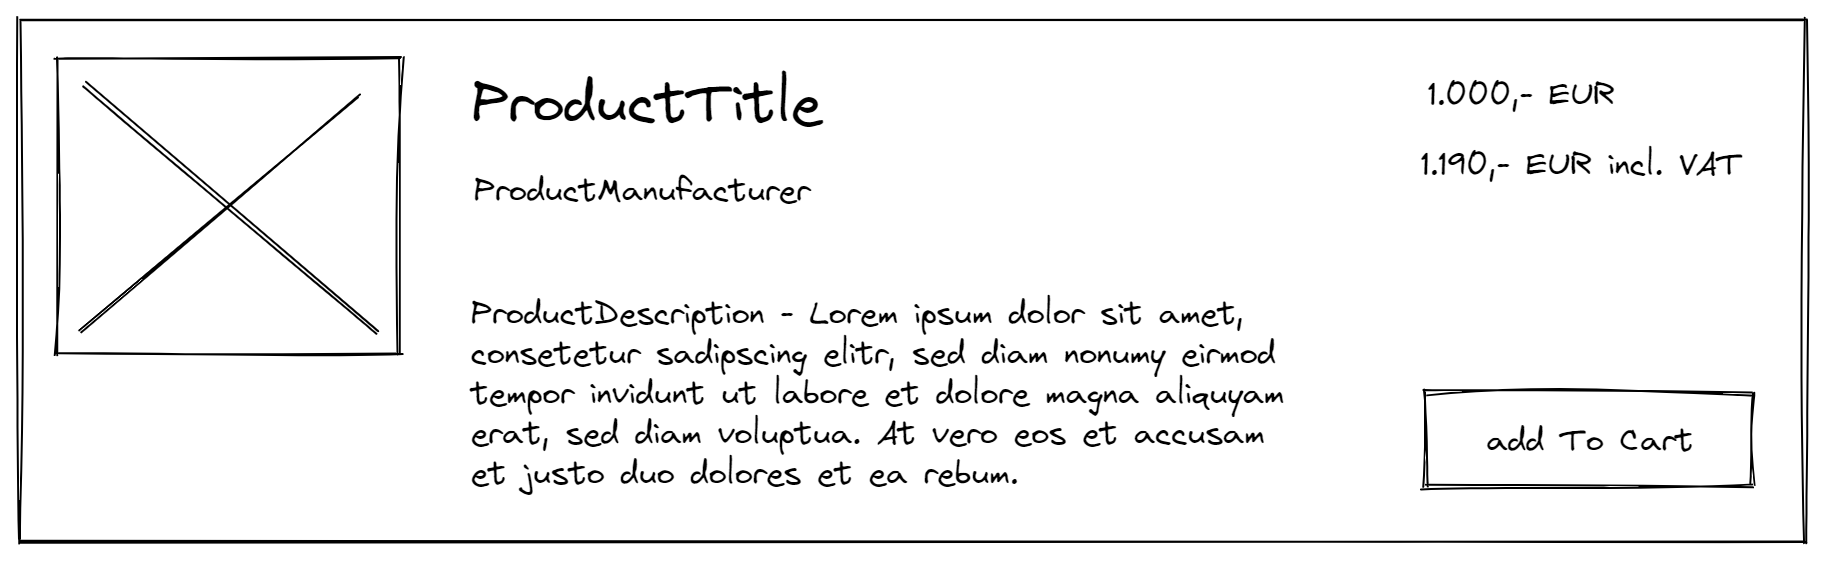 ProductTitle
1.000,- EUR
1.190,- EUR incl. VAT
ProductManufacturer
ProductDescription - Lorem ipsum dolor sit amet,
consetetur sadipscing elitr, sed diam nonumy eirmod
tempor invidunt ut labore et dolore magna aliquyam
erat, sed diam voluptua. At vero eos et accusam
et justo duo dolores et ea rebum.
add To Cart